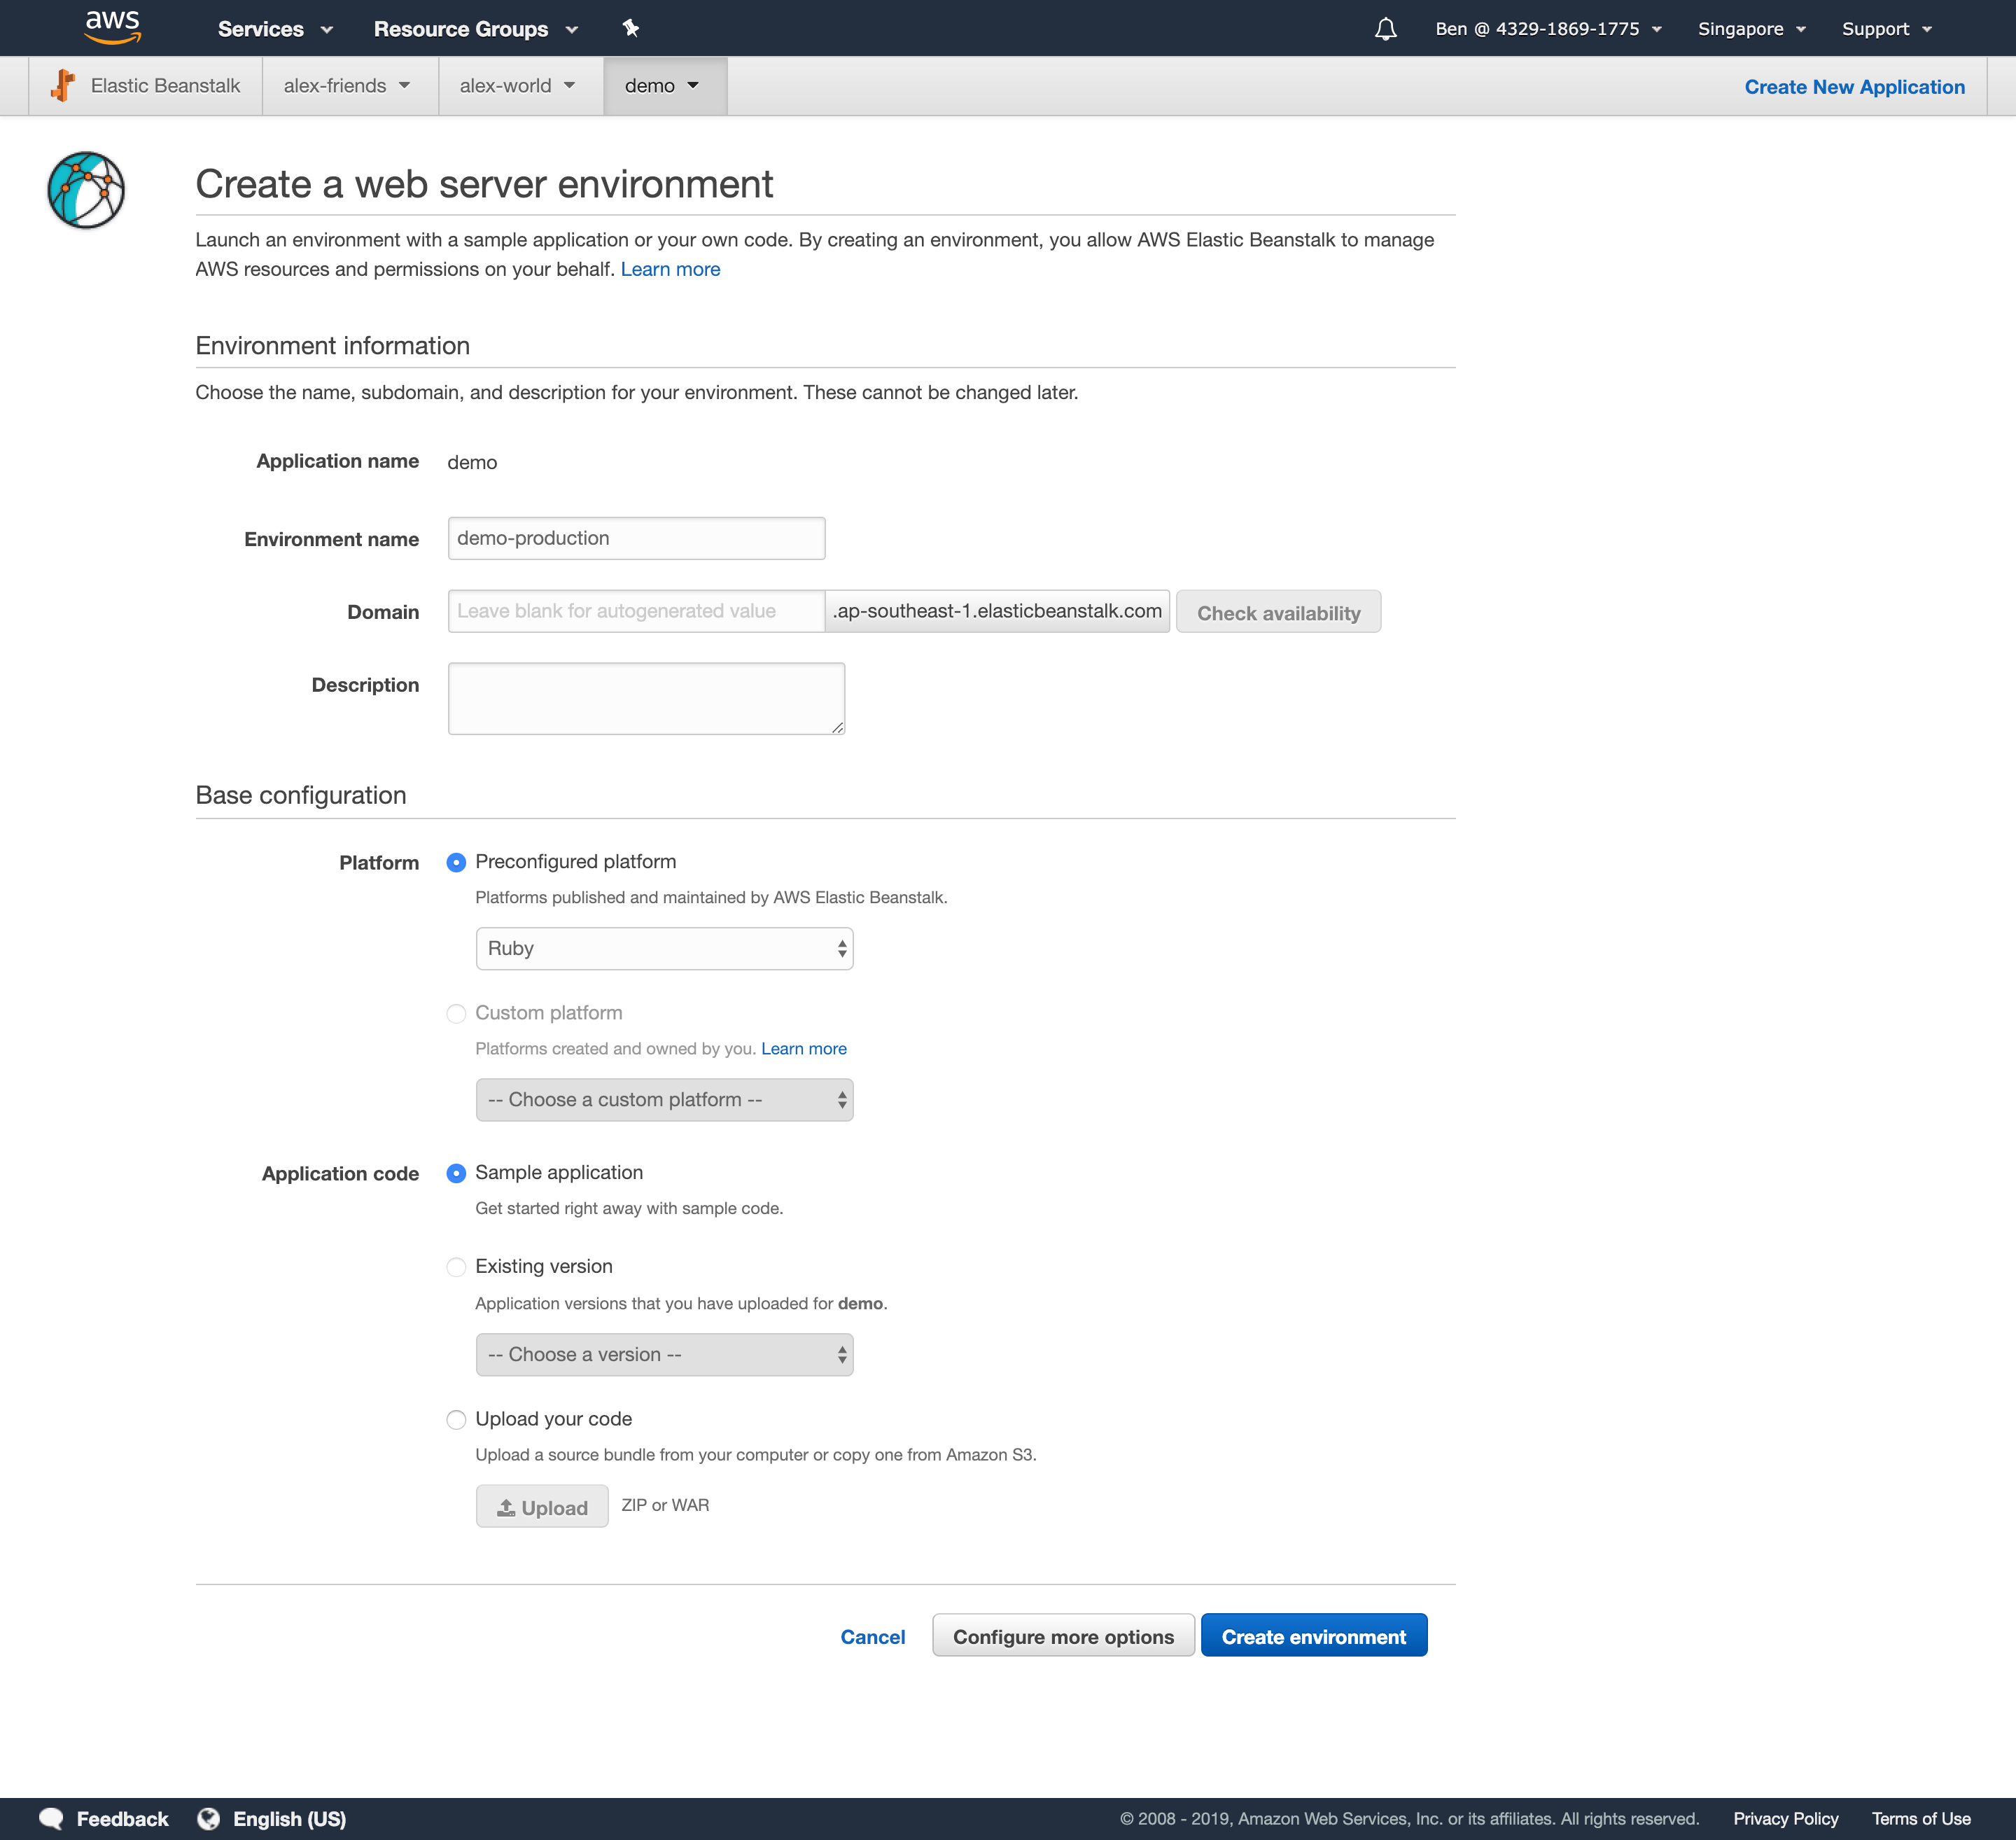 aws Services Resource Groups Ben @ 4329-1869-1775 Singapore Support
Elastic Beanstalk alex-friends alex-world demo Create New Application
Create a web server environment
Launch an environment with a sample application or your own code. By creating an environment, you allow AWS Elastic Beanstalk to manage
AWS resources and permissions on your behalf. Learn more
Environment information
Choose the name, subdomain, and description for your environment. These cannot be changed later.
Application name demo
Environment name demo-production
Domain Leave blank for autogenerated value .ap-southeast-1.elasticbeanstalk.com Check availability
Description
Base configuration
Platform Preconfigured platform
Platforms published and maintained by AWS Elastic Beanstalk.
Ruby
Custom platform
Platforms created and owned by you. Learn more
-- Choose a custom platform --
Application code Sample application
Get started right away with sample code.
Existing version
Application versions that you have uploaded for demo.
-- Choose a version --
Upload your code
Upload a source bundle from your computer or copy one from Amazon S3.
Upload ZIP or WAR
Cancel Configure more options Create environment
Feedback English (US) © 2008 - 2019, Amazon Web Services, Inc. or its affiliates. All rights reserved. Privacy Policy Terms of Use